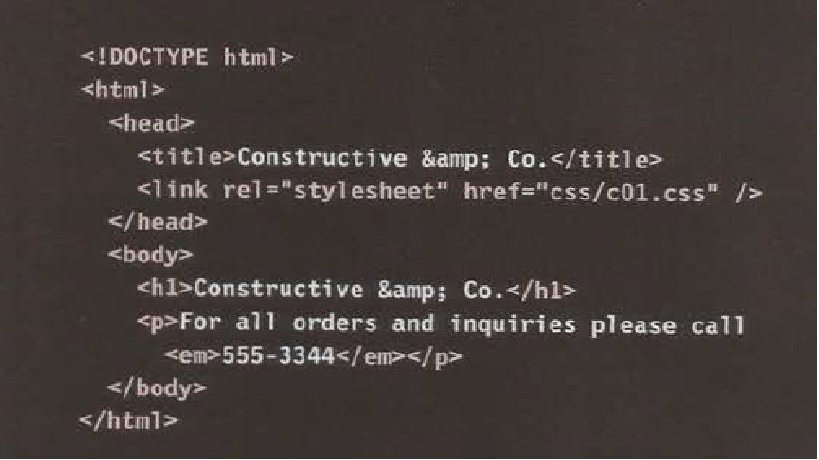 <!DOCTYPE html>
<html>
<head>
<title>Constructive &amp; Co.</title>
<link rel="stylesheet" href="css/c01.css" />
</head>
<body>
<h1>Constructive &amp; Co.</h1>
<p>For all orders and inquiries please call
<em>555-3344</em></p>
</body>
</html>